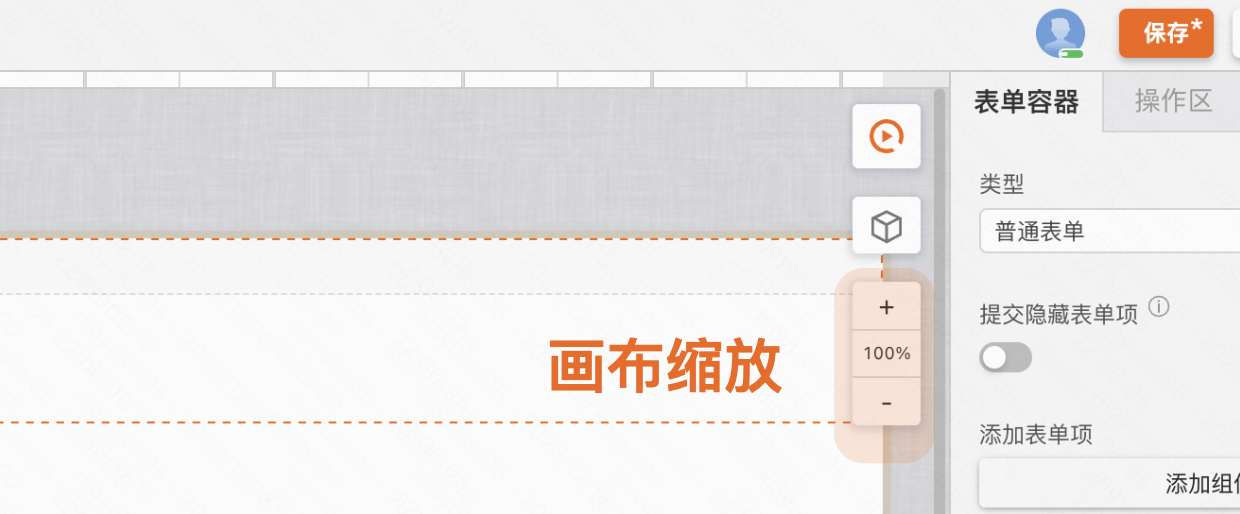 保存*
表单容器
操作区
类型
普通表单
提交隐藏表单项
+
100%
-
画布缩放
添加表单项
添加组